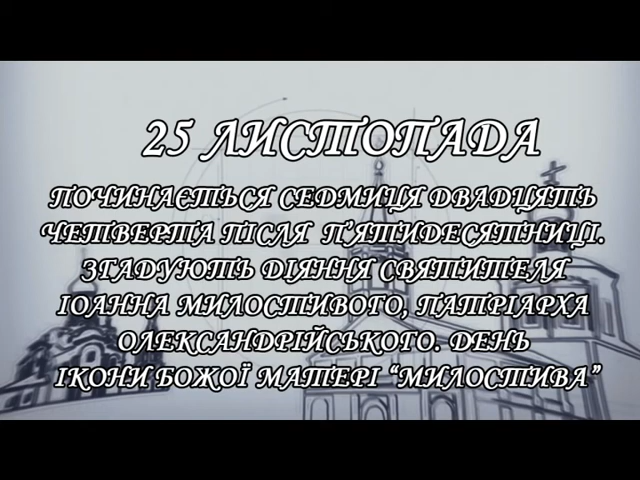 25 ЛИСТОПАДА
ПОЧИНАЄТЬСЯ СЕДМИЦЯ ДВАДЦЯТЬ
ЧЕТВЕРТА ПІСЛЯ П'ЯТИДЕСЯТНИЦІ.
ЗГАДУЮТЬ ДІЯННЯ СВЯТИТЕЛЯ
ІОАННА МИЛОСТИВОГО, ПАТРІАРХА
ОЛЕКСАНДРІЙСЬКОГО. ДЕНЬ
ІКОНИ БОЖОЇ МАТЕРІ “МИЛОСТИВА”